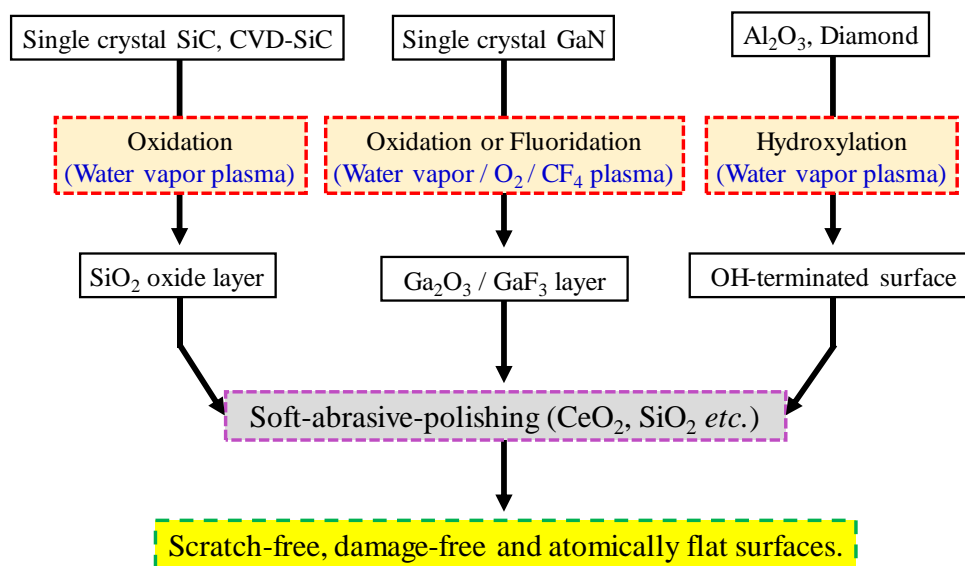 Single crystal SiC, CVD-SiC
Single crystal GaN
Al₂O₃, Diamond
Oxidation
(Water vapor plasma)
Oxidation or Fluoridation
(Water vapor / O₂ / CF₄ plasma)
Hydroxylation
(Water vapor plasma)
SiO₂ oxide layer
Ga₂O₃ / GaF₃ layer
OH-terminated surface
Soft-abrasive-polishing (CeO₂, SiO₂ etc.)
Scratch-free, damage-free and atomically flat surfaces.